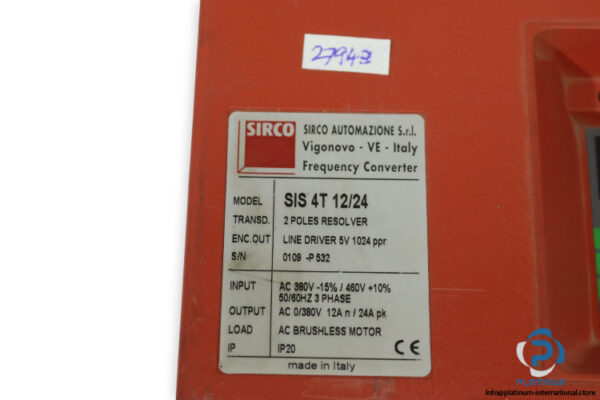 27943
SIRCO
SIRCO AUTOMAZIONE S.r.l.
Vigonovo - VE - Italy
Frequency Converter
MODEL SIS 4T 12/24
TRANSD. 2 POLES RESOLVER
ENC.OUT LINE DRIVER 5V 1024 ppr
S/N 0109 -P 532
INPUT AC 380V -15% / 460V +10%
50/60HZ 3 PHASE
OUTPUT AC 0/380V 12A n / 24A pk
LOAD AC BRUSHLESS MOTOR
IP IP20
CE
made in Italy
PLATINUM
Info@platinum-international.store